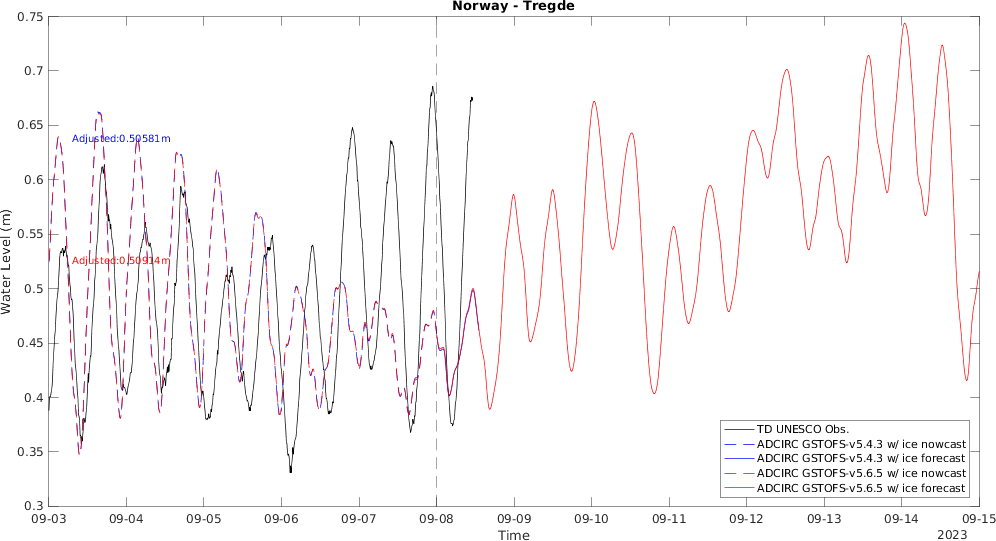 Norway - Tregde
0.75
0.7
0.65
0.6
0.55
0.5
0.45
0.4
0.35
0.3
Water Level (m)
Adjusted:0.50581m
Adjusted:0.50914m
TD UNESCO Obs.
ADCIRC GSTOFS-v5.4.3 w/ ice nowcast
ADCIRC GSTOFS-v5.4.3 w/ ice forecast
ADCIRC GSTOFS-v5.6.5 w/ ice nowcast
ADCIRC GSTOFS-v5.6.5 w/ ice forecast
09-03 09-04 09-05 09-06 09-07 09-08 09-09 09-10 09-11 09-12 09-13 09-14 09-15
Time
2023